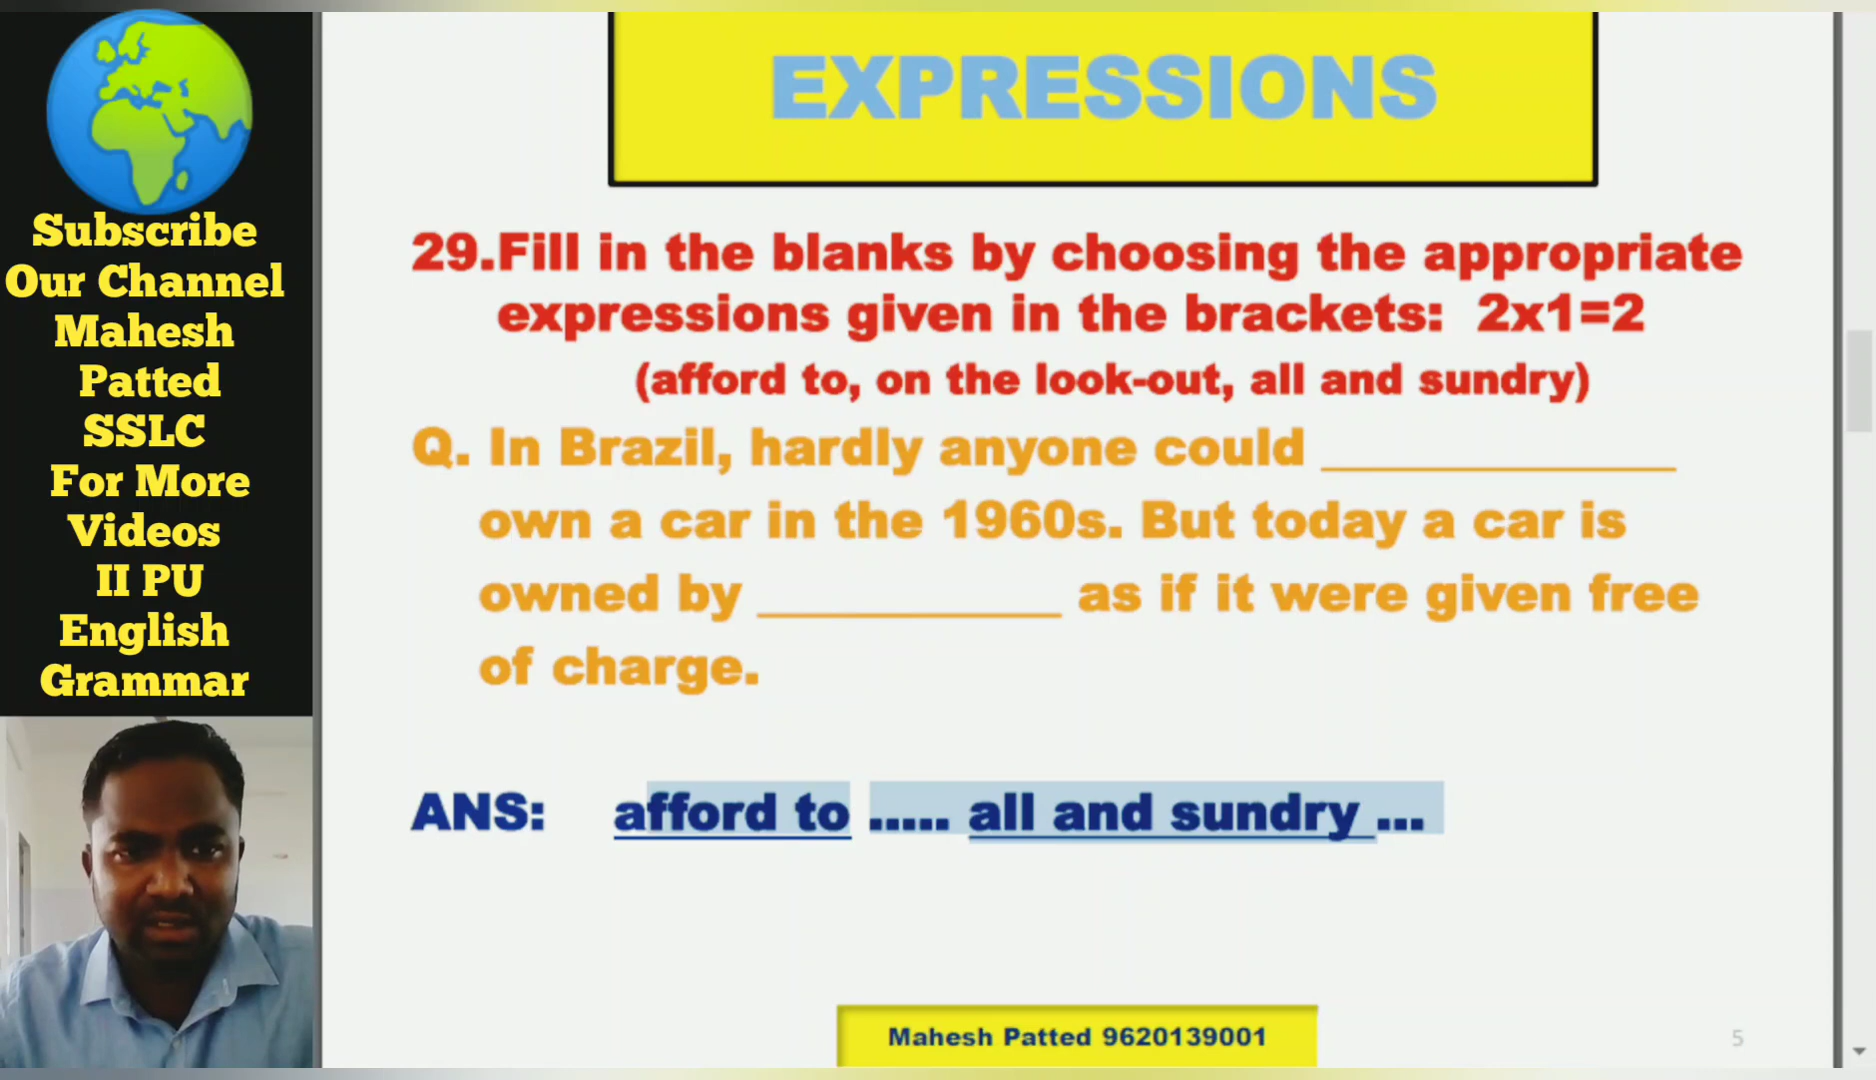 Subscribe
Our Channel
Mahesh
Patted
SSLC
For More
Videos
II PU
English
Grammar
EXPRESSIONS
29.Fill in the blanks by choosing the appropriate
expressions given in the brackets: 2x1=2
(afford to, on the look-out, all and sundry)
Q. In Brazil, hardly anyone could ______________
own a car in the 1960s. But today a car is
owned by ____________ as if it were given free
of charge.
ANS: afford to ..... all and sundry ...
Mahesh Patted 9620139001
5